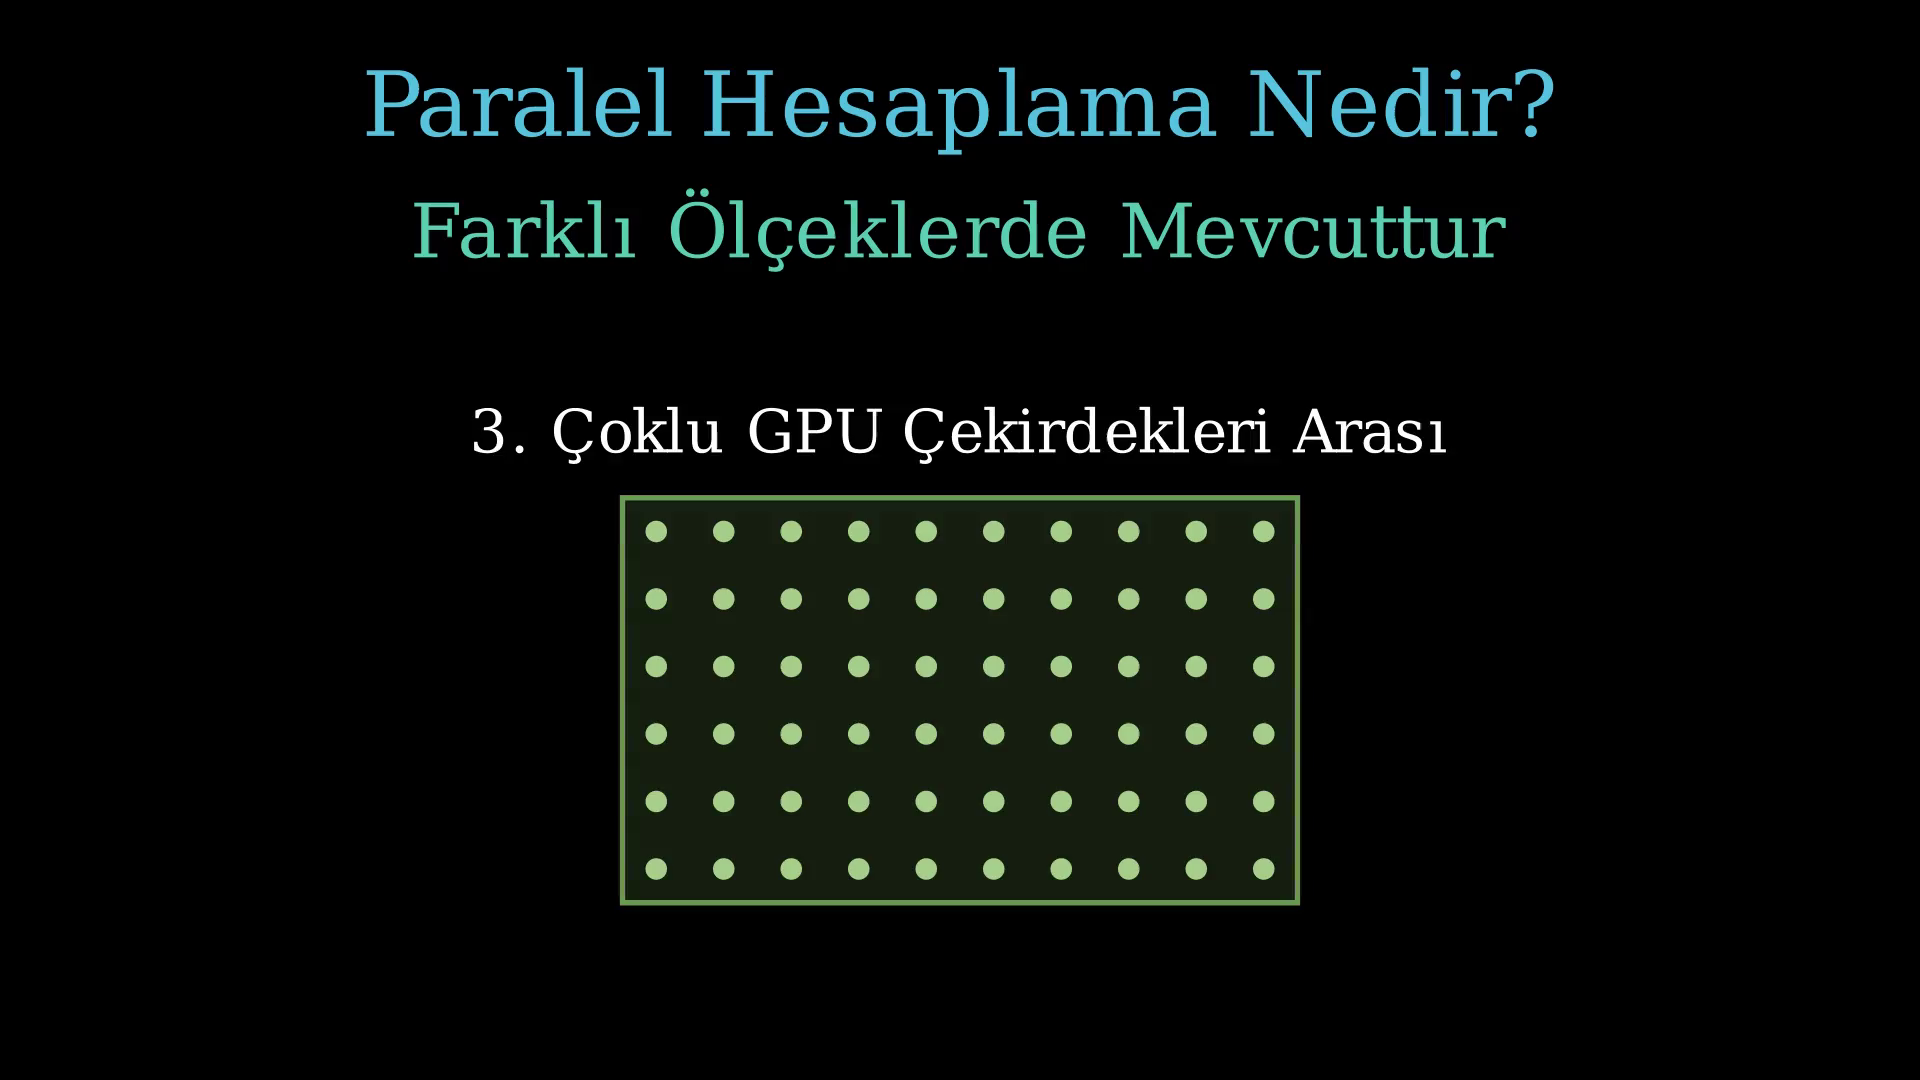 Paralel Hesaplama Nedir?
Farklı Ölçeklerde Mevcuttur
3. Çoklu GPU Çekirdekleri Arası